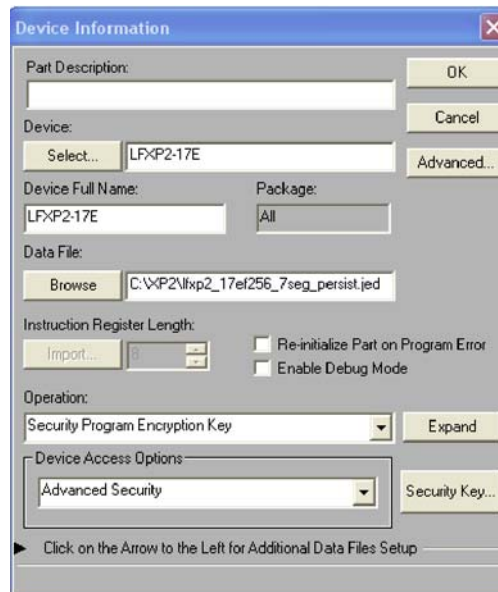 Device Information
Part Description:
OK
Cancel
Device:
Select...
LFXP2-17E
Advanced...
Device Full Name:
Package:
LFXP2-17E
All
Data File:
Browse
C:\XP2\lfxp2_17ef256_7seg_persist.jed
Instruction Register Length:
Import...
8
Re-initialize Part on Program Error
Enable Debug Mode
Operation:
Security Program Encryption Key
Expand
Device Access Options
Advanced Security
Security Key...
Click on the Arrow to the Left for Additional Data Files Setup